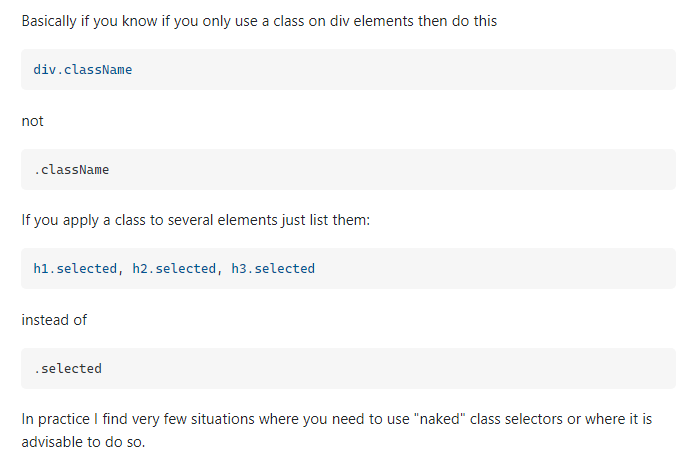 Basically if you know if you only use a class on div elements then do this
div.className
not
.className
If you apply a class to several elements just list them:
h1.selected, h2.selected, h3.selected
instead of
.selected
In practice I find very few situations where you need to use "naked" class selectors or where it is
advisable to do so.